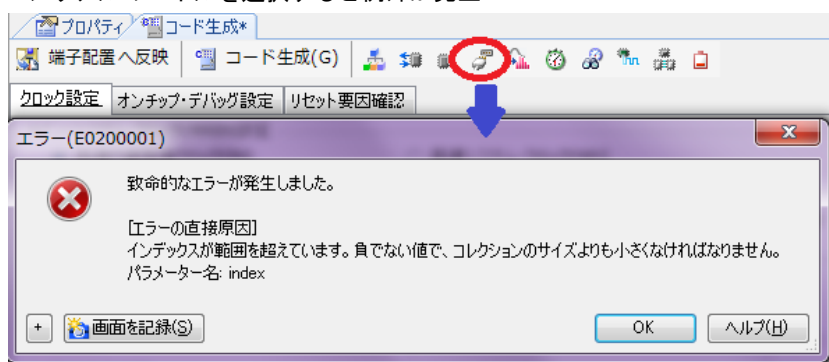 プロパティ コード生成*
端子配置へ反映 コード生成(G)
クロック設定 オンチップ・デバッグ設定 リセット要因確認
エラー(E0200001)
致命的なエラーが発生しました。
[エラーの直接原因]
インデックスが範囲を超えています。負でない値で、コレクションのサイズよりも小さくなければなりません。
パラメーター名: index
+ 画面を記録(S) OK ヘルプ(H)